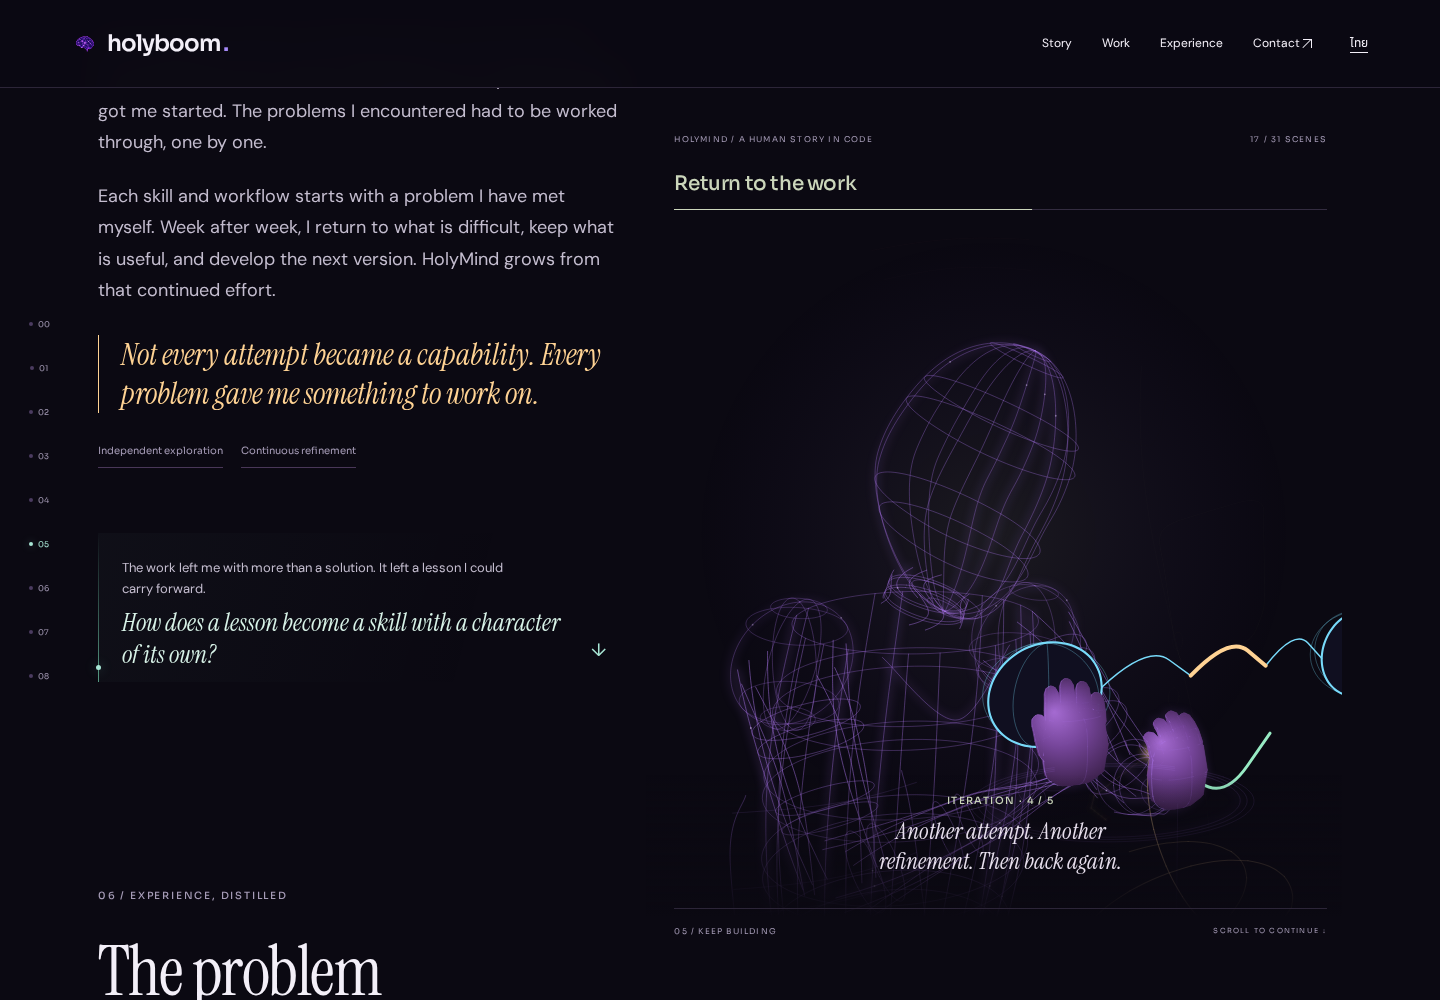 holyboom.
Story
Work
Experience
Contact
ไทย
got me started. The problems I encountered had to be worked
through, one by one.
Each skill and workflow starts with a problem I have met
myself. Week after week, I return to what is difficult, keep what
is useful, and develop the next version. HolyMind grows from
that continued effort.
Not every attempt became a capability. Every
problem gave me something to work on.
Independent exploration
Continuous refinement
00
01
02
03
04
05
06
07
08
The work left me with more than a solution. It left a lesson I could
carry forward.
How does a lesson become a skill with a character
of its own?
06 / EXPERIENCE, DISTILLED
The problem
HOLYMIND / A HUMAN STORY IN CODE
17 / 31 SCENES
Return to the work
ITERATION · 4 / 5
Another attempt. Another
refinement. Then back again.
05 / KEEP BUILDING
SCROLL TO CONTINUE ↓